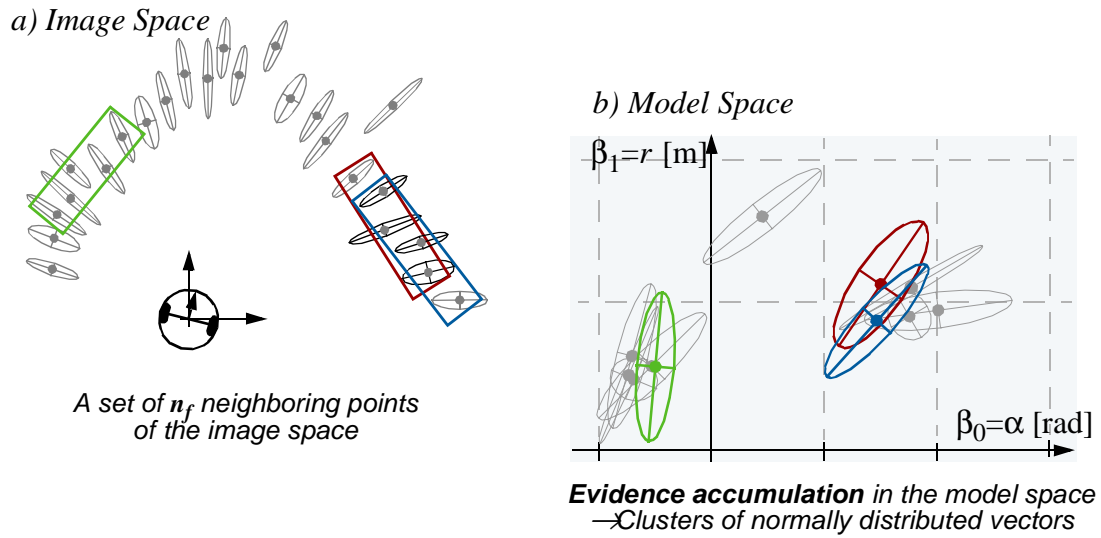 a) Image Space
b) Model Space
β₁=r [m]
β₀=α [rad]
A set of n_f neighboring points
of the image space
Evidence accumulation in the model space
→Clusters of normally distributed vectors